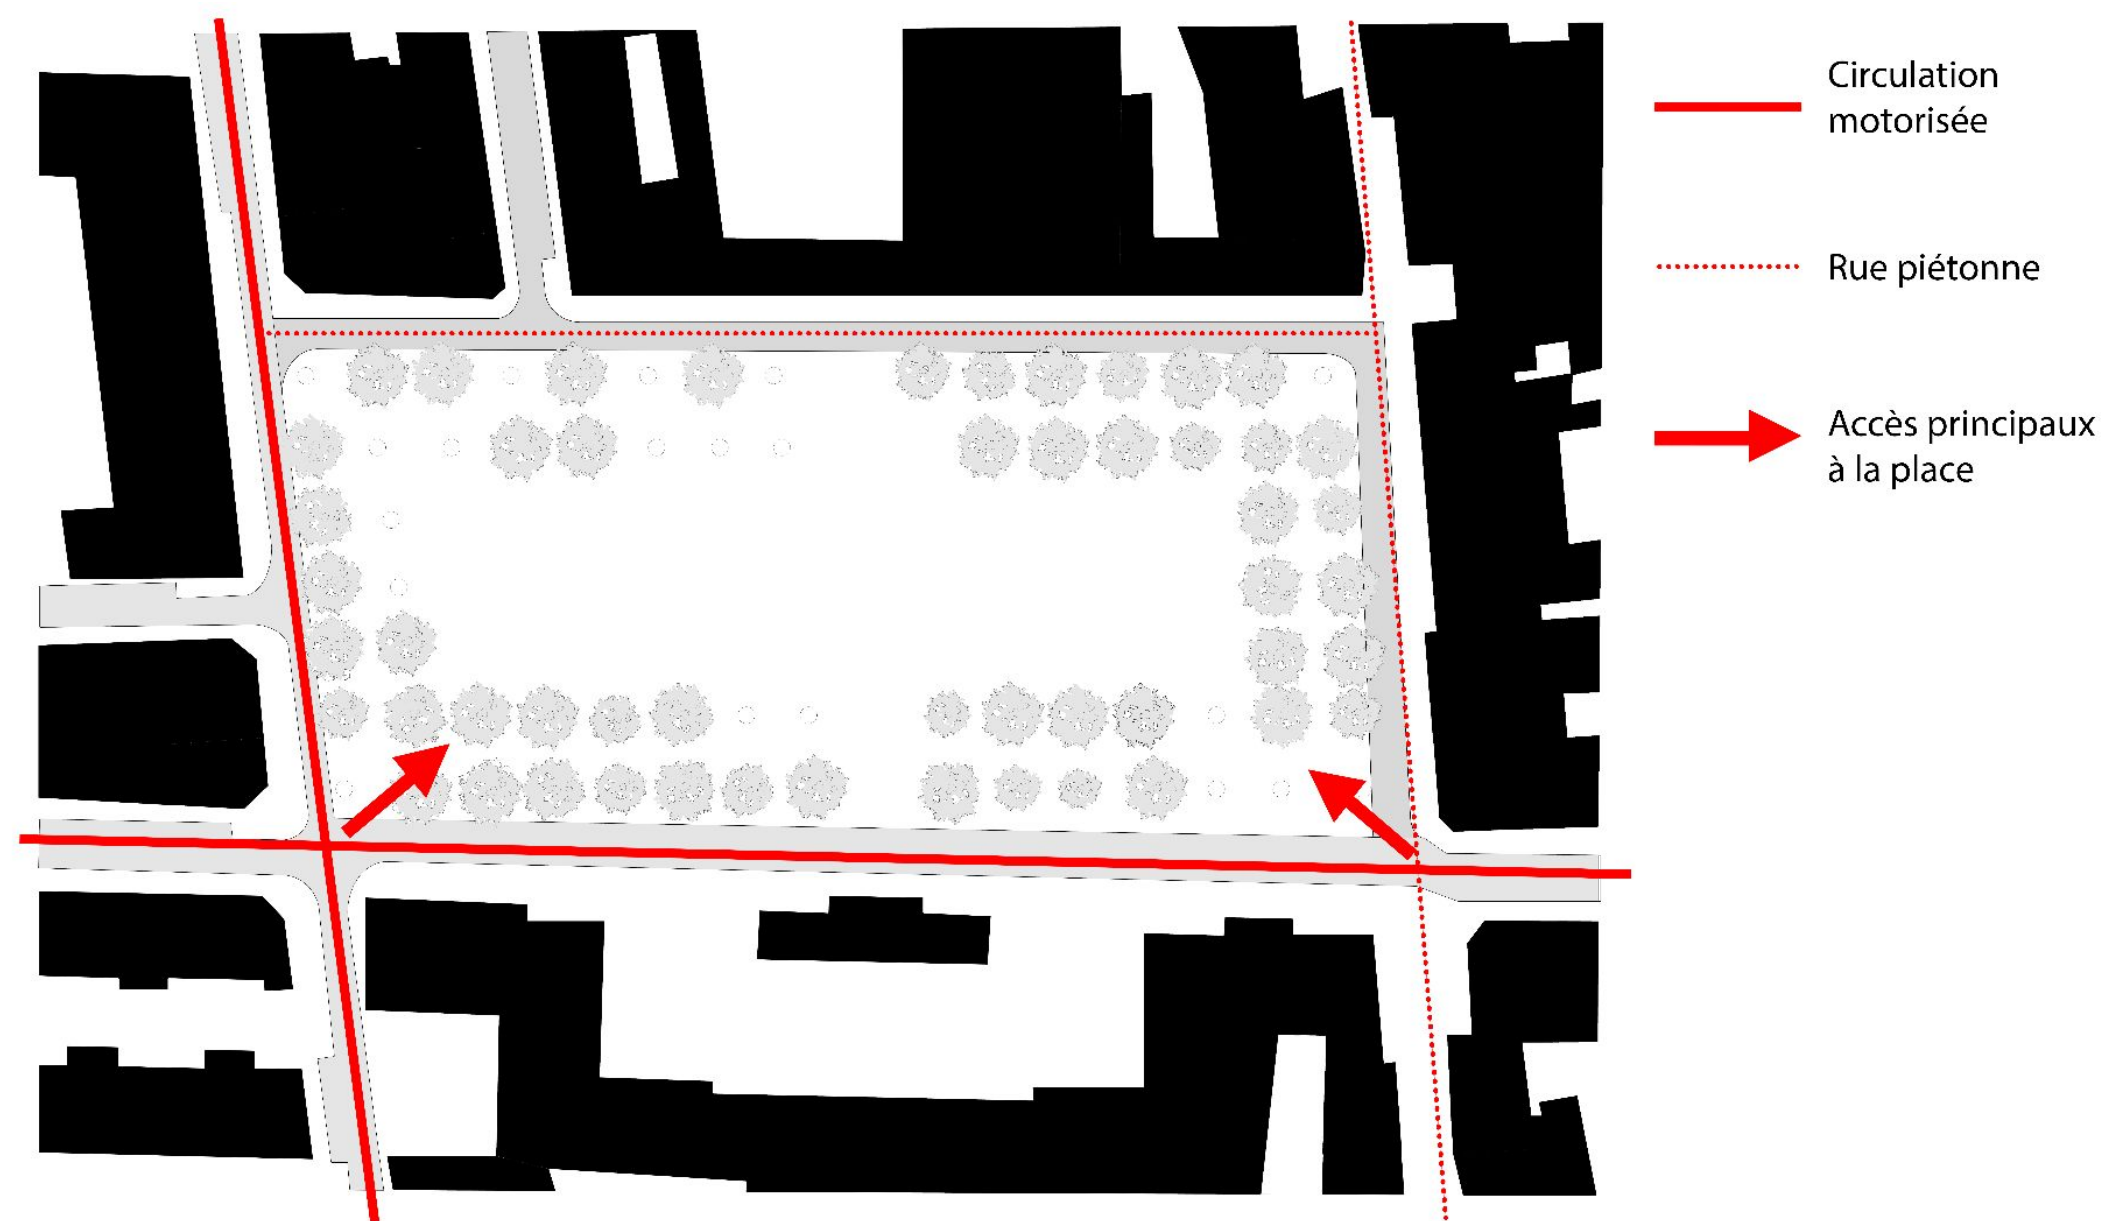 Circulation
motorisée
Rue piétonne
Accès principaux
à la place